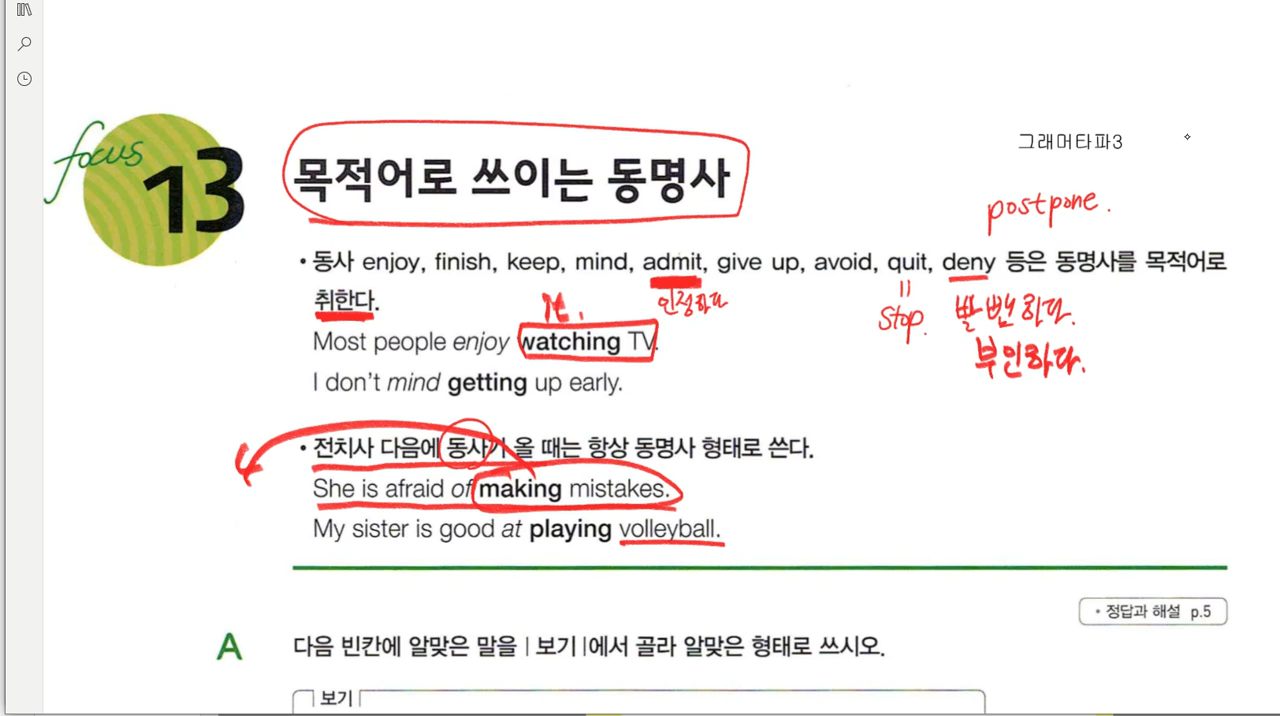 그래머타파3
focus
13
목적어로 쓰이는 동명사
postpone.
• 동사 enjoy, finish, keep, mind, admit, give up, avoid, quit, deny 등은 동명사를 목적어로
취한다.
인정하다
stop.
발뺌하다.
Most people enjoy watching TV.
부인하다.
I don't mind getting up early.
• 전치사 다음에 동사가 올 때는 항상 동명사 형태로 쓴다.
She is afraid of making mistakes.
My sister is good at playing volleyball.
• 정답과 해설 p.5
A 다음 빈칸에 알맞은 말을 |보기|에서 골라 알맞은 형태로 쓰시오.
보기